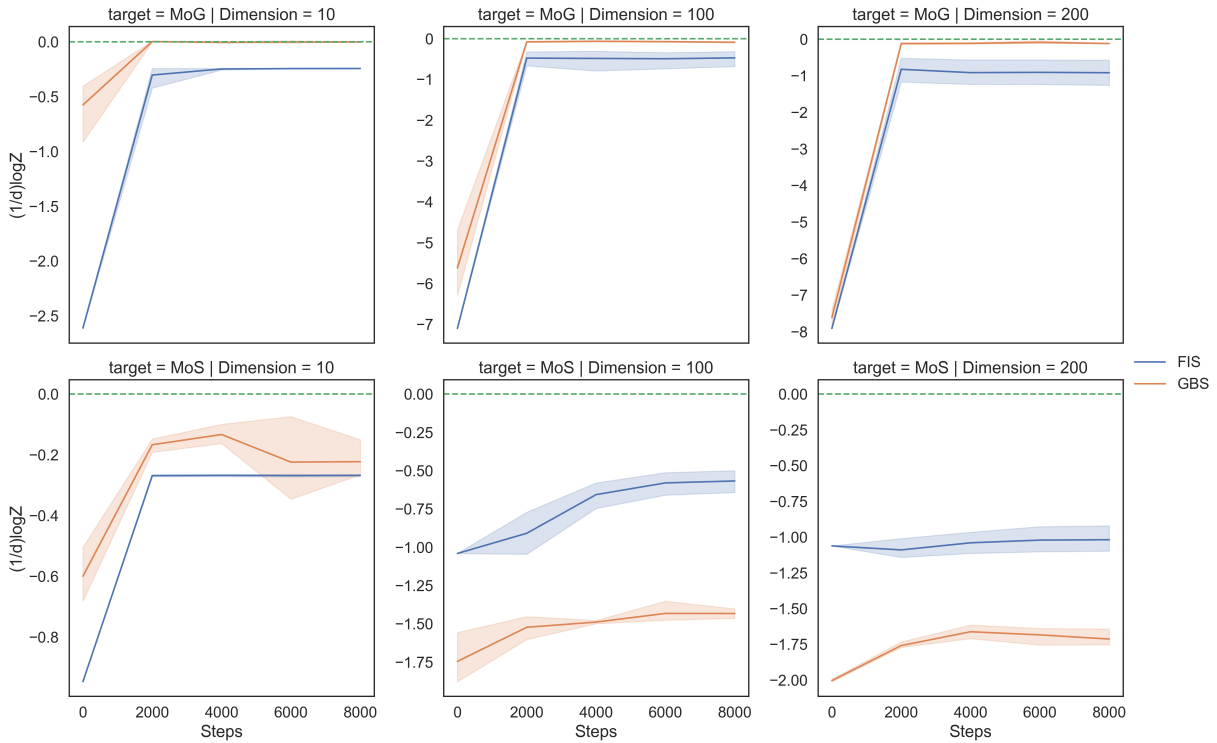 target = MoG | Dimension = 10
target = MoG | Dimension = 100
target = MoG | Dimension = 200
(1/d)logZ
0.0
−0.5
−1.0
−1.5
−2.0
−2.5
0
−1
−2
−3
−4
−5
−6
−7
0
−1
−2
−3
−4
−5
−6
−7
−8
target = MoS | Dimension = 10
target = MoS | Dimension = 100
target = MoS | Dimension = 200
(1/d)logZ
0.0
−0.2
−0.4
−0.6
−0.8
0.00
−0.25
−0.50
−0.75
−1.00
−1.25
−1.50
−1.75
0.00
−0.25
−0.50
−0.75
−1.00
−1.25
−1.50
−1.75
−2.00
0 2000 4000 6000 8000
Steps
0 2000 4000 6000 8000
Steps
0 2000 4000 6000 8000
Steps
FIS
GBS